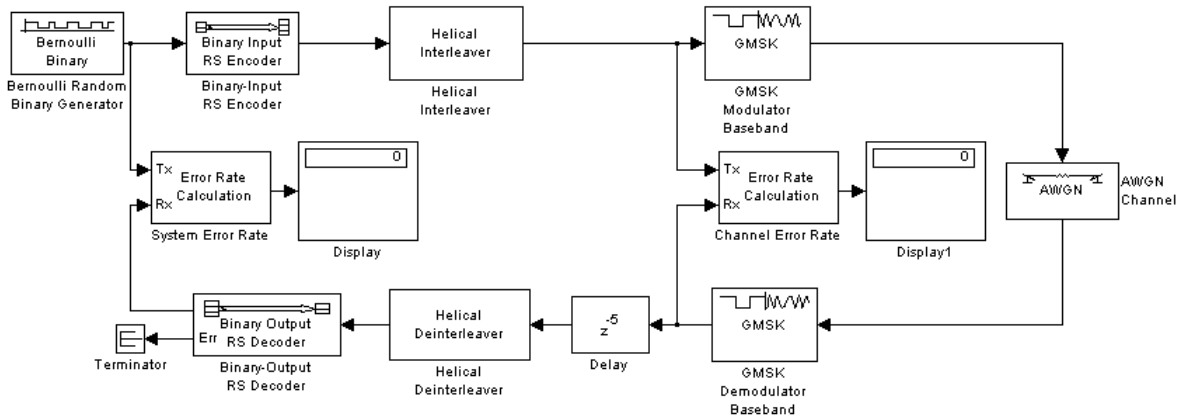 Bernoulli
Binary
Bernoulli Random
Binary Generator
Binary Input
RS Encoder
Binary-Input
RS Encoder
Helical
Interleaver
Helical
Interleaver
GMSK
GMSK
Modulator
Baseband
Tx
Rx
Error Rate
Calculation
System Error Rate
0
Display
Tx
Rx
Error Rate
Calculation
Channel Error Rate
0
Display1
AWGN
AWGN
Channel
Binary Output
RS Decoder
Err
Binary-Output
RS Decoder
Terminator
Helical
Deinterleaver
Helical
Deinterleaver
z-5
Delay
GMSK
GMSK
Demodulator
Baseband